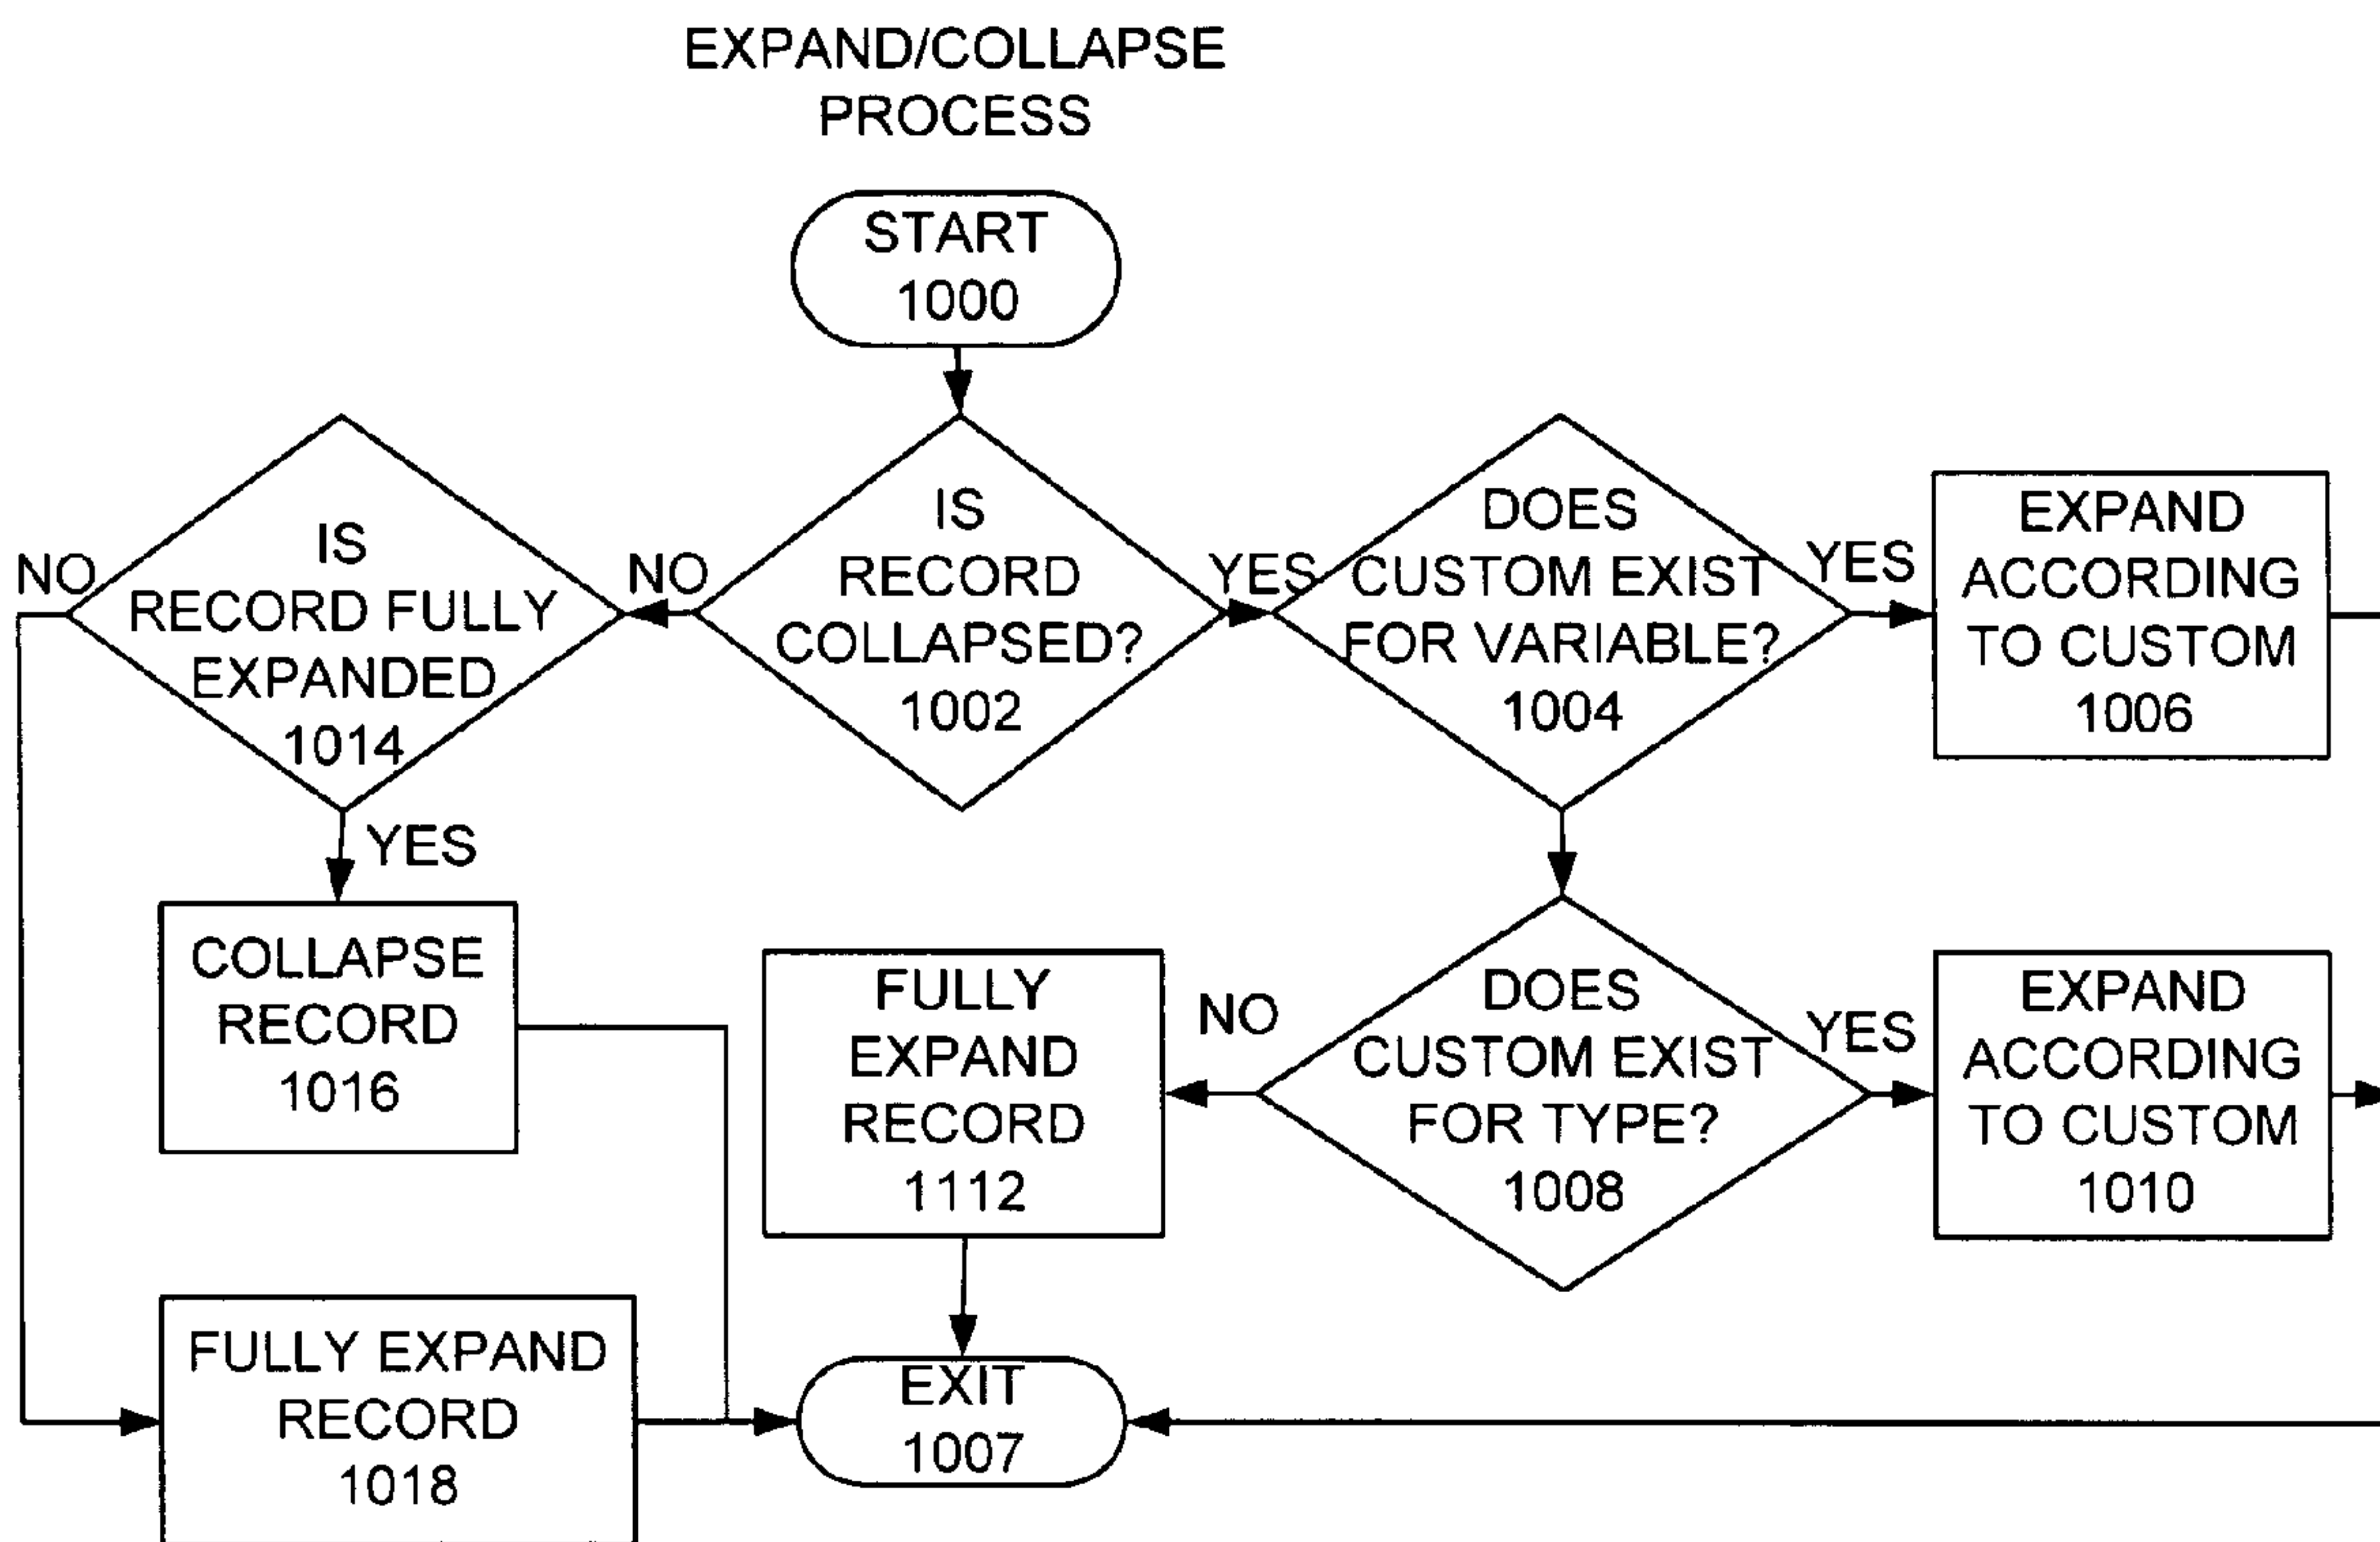 EXPAND/COLLAPSE
PROCESS
START
1000
IS
RECORD
COLLAPSED?
1002
NO
YES
IS
RECORD FULLY
EXPANDED
1014
NO
YES
DOES
CUSTOM EXIST
FOR VARIABLE?
1004
YES
EXPAND
ACCORDING
TO CUSTOM
1006
COLLAPSE
RECORD
1016
FULLY
EXPAND
RECORD
1112
NO
DOES
CUSTOM EXIST
FOR TYPE?
1008
YES
EXPAND
ACCORDING
TO CUSTOM
1010
FULLY EXPAND
RECORD
1018
EXIT
1007